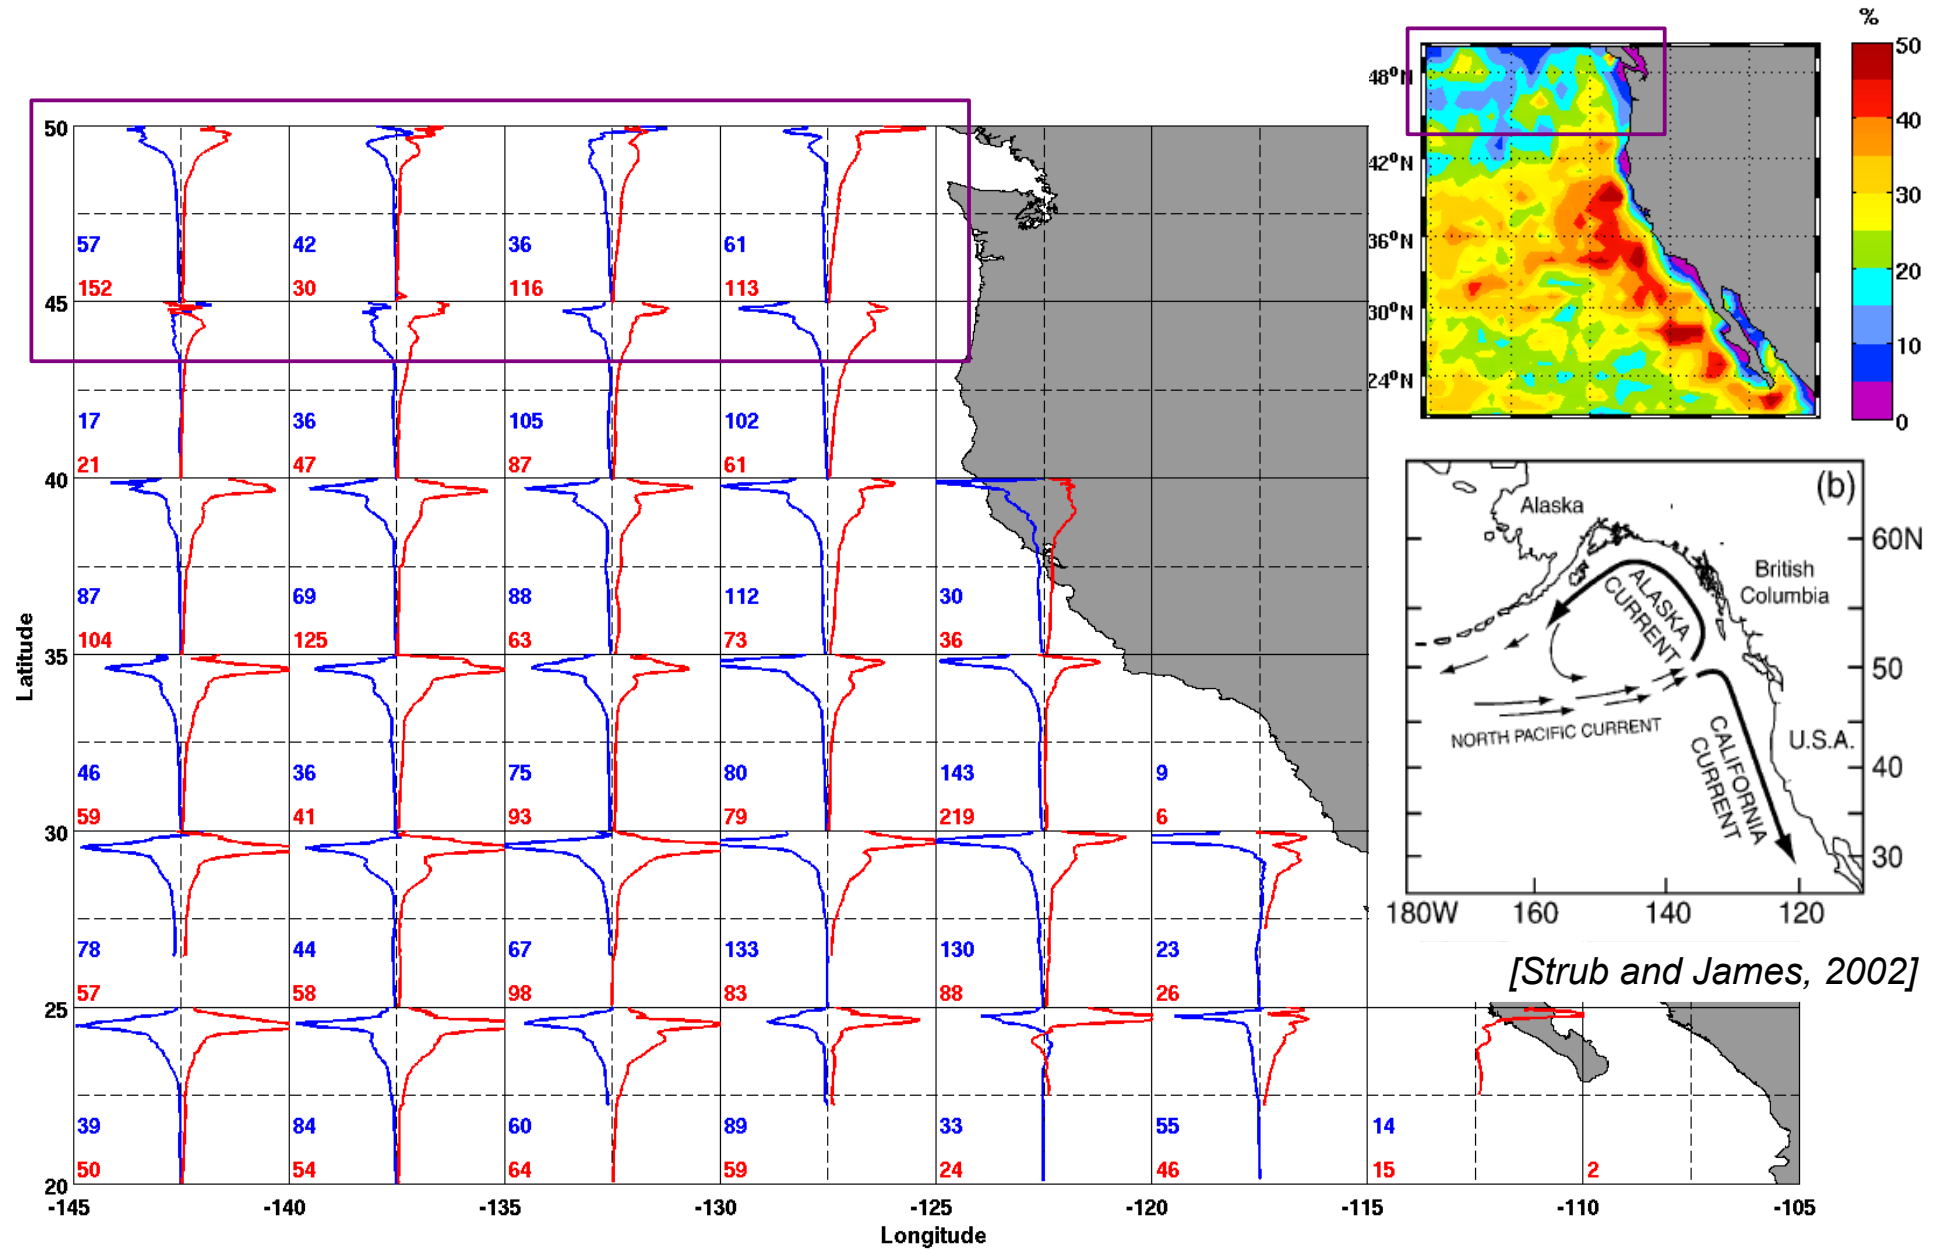 50
57 42 36 61
152 30 116 113
45
17 36 105 102
21 47 87 61
40
87 69 88 112 30
104 125 63 73 36
35
46 36 75 80 143 9
59 41 93 79 219 6
30
78 44 67 133 130 23
57 58 98 83 88 26
25
39 84 60 89 33 55 14
50 54 64 59 24 46 15 2
20
-145 -140 -135 -130 -125 -120 -115 -110 -105
Longitude
Latitude
%
50
40
30
20
10
0
48ºN
42ºN
36ºN
30ºN
24ºN
(b)
Alaska
60N
British
Columbia
ALASKA
CURRENT
50
NORTH PACIFIC CURRENT
U.S.A.
CALIFORNIA
CURRENT
40
30
180W 160 140 120
[Strub and James, 2002]